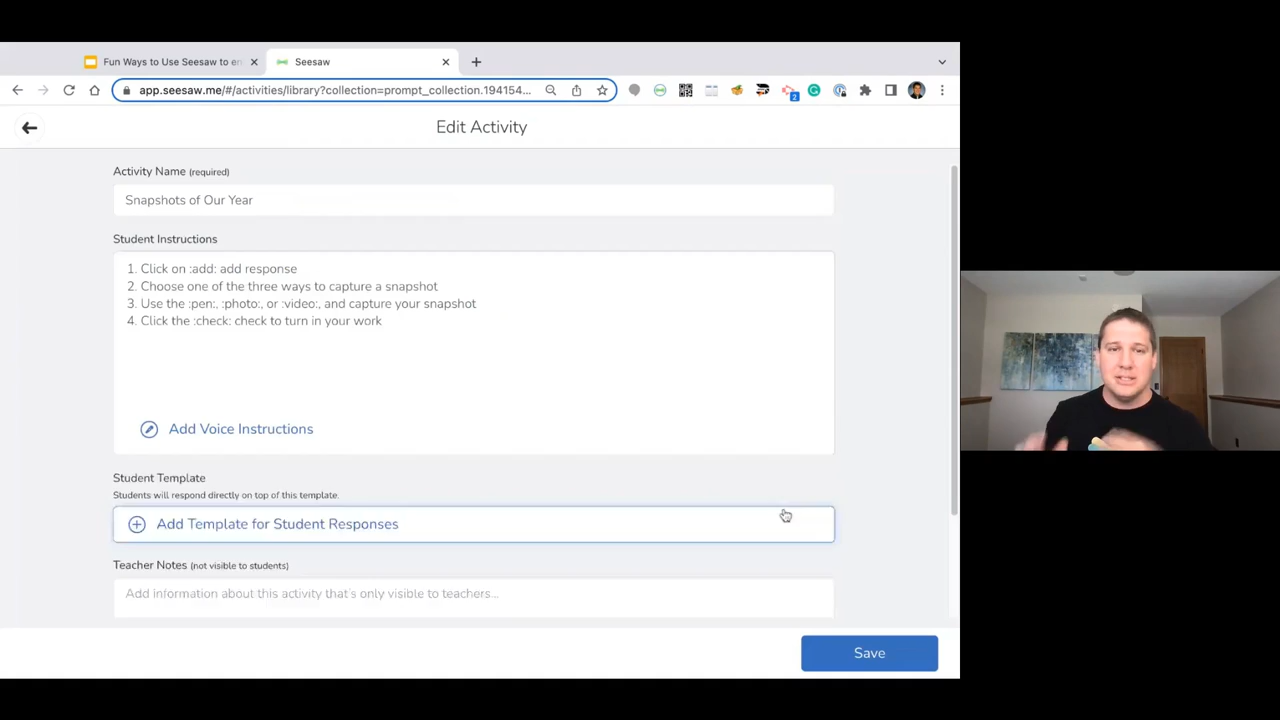 Fun Ways to Use Seesaw to en
Seesaw
app.seesaw.me/#/activities/library?collection=prompt_collection.194154...
2
Edit Activity
Activity Name (required)
Snapshots of Our Year
Student Instructions
1. Click on :add: add response
2. Choose one of the three ways to capture a snapshot
3. Use the :pen:, :photo:, or :video:, and capture your snapshot
4. Click the :check: check to turn in your work
Add Voice Instructions
Student Template
Students will respond directly on top of this template.
Add Template for Student Responses
Teacher Notes (not visible to students)
Add information about this activity that's only visible to teachers...
Save